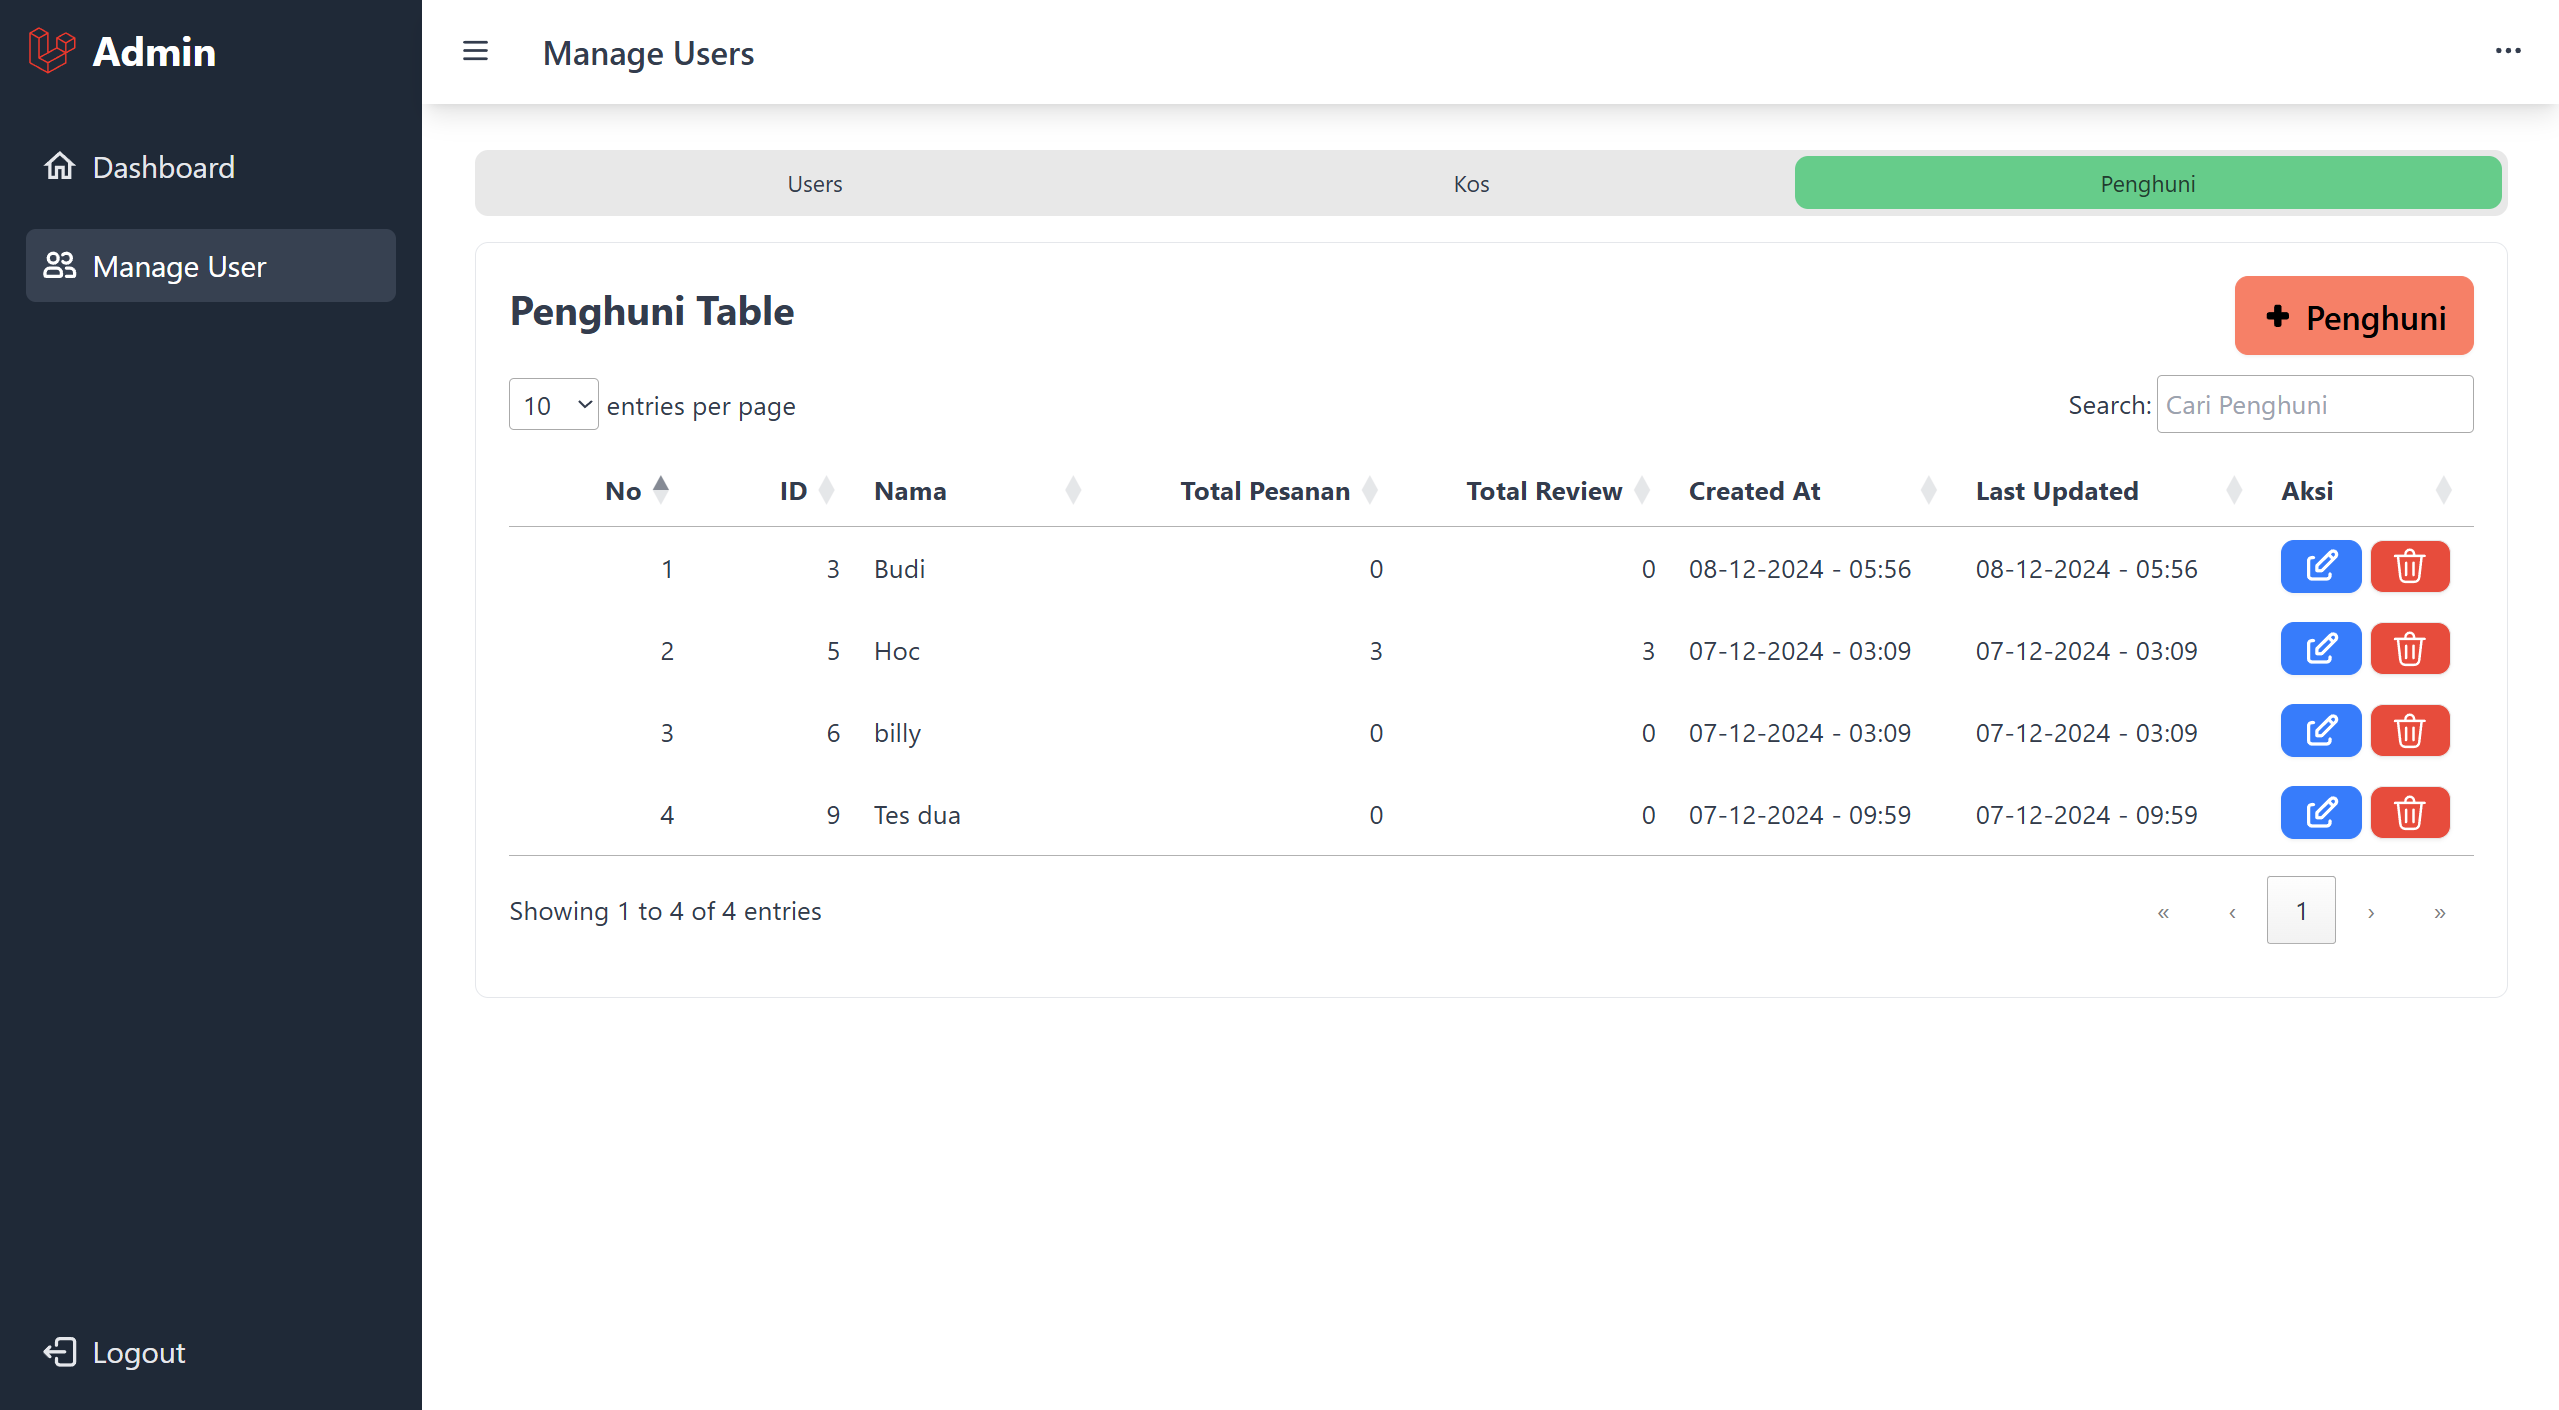 Admin
Manage Users
Dashboard
Manage User
Logout
Users Kos Penghuni
Penghuni Table
Penghuni
10 entries per page
Search: Cari Penghuni
No ID Nama Total Pesanan Total Review Created At Last Updated Aksi
1 3 Budi 0 0 08-12-2024 - 05:56 08-12-2024 - 05:56
2 5 Hoc 3 3 07-12-2024 - 03:09 07-12-2024 - 03:09
3 6 billy 0 0 07-12-2024 - 03:09 07-12-2024 - 03:09
4 9 Tes dua 0 0 07-12-2024 - 09:59 07-12-2024 - 09:59
Showing 1 to 4 of 4 entries
« ‹ 1 › »